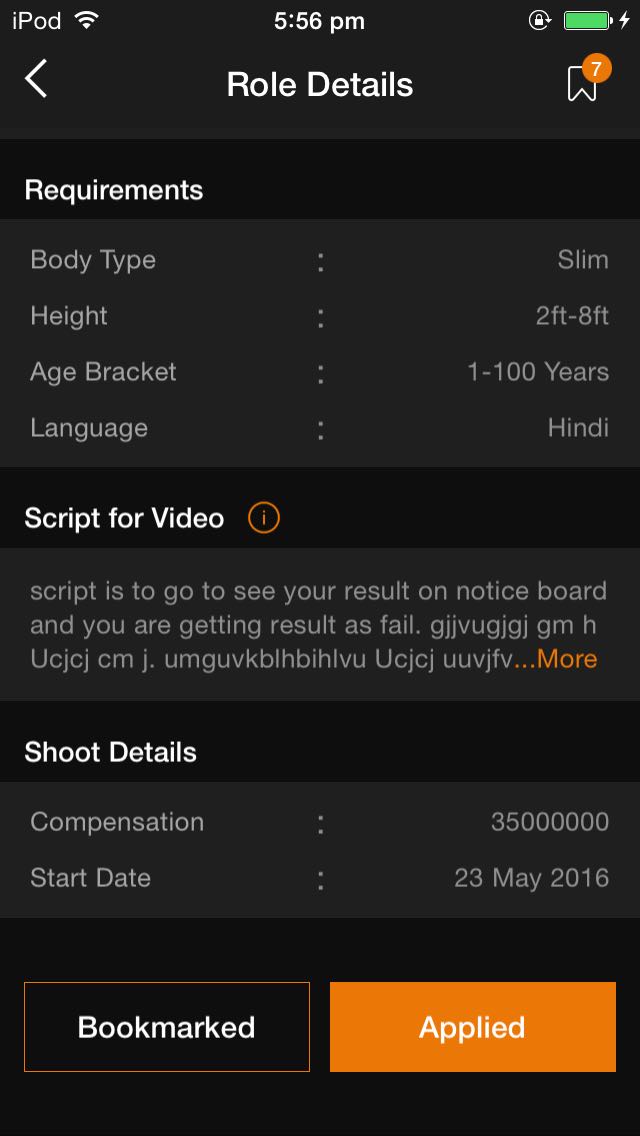 iPod 5:56 pm
Role Details 7
Requirements
Body Type : Slim
Height : 2ft-8ft
Age Bracket : 1-100 Years
Language : Hindi
Script for Video i
script is to go to see your result on notice board
and you are getting result as fail. gjjvugjgj gm h
Ucjcj cm j. umguvkblhbihlvu Ucjcj uuvjfv...More
Shoot Details
Compensation : 35000000
Start Date : 23 May 2016
Bookmarked Applied